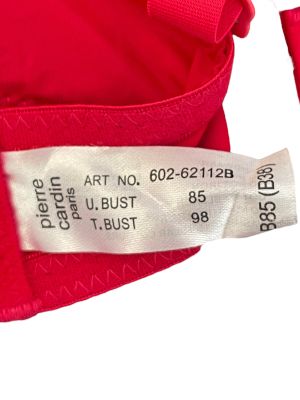 pierre
cardin
paris
ART NO. 602-62112B
U.BUST 85
T.BUST 98
B85 (B38)